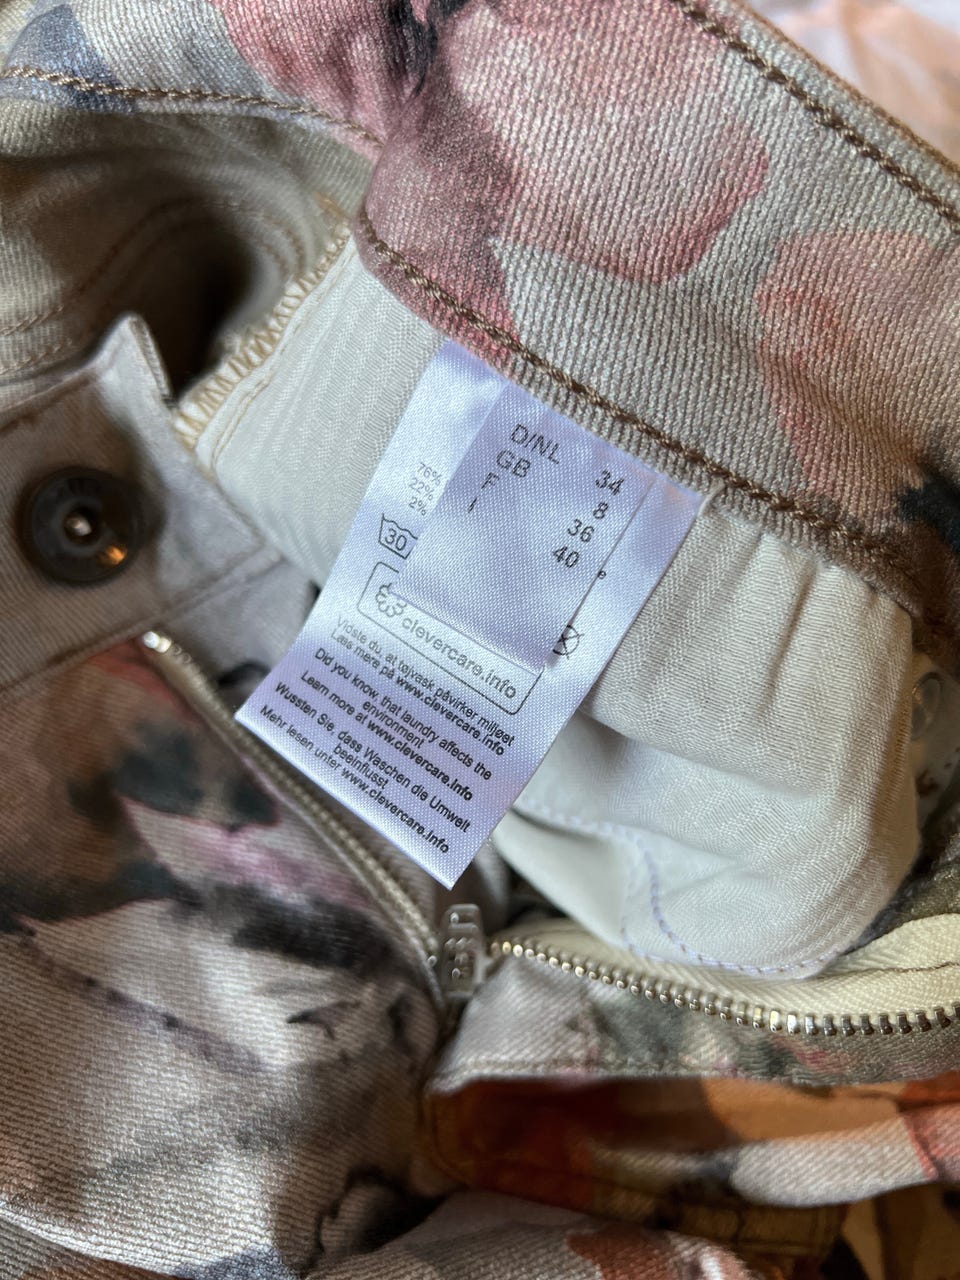 D/NL 34
GB 8
F 36
I 40
76%
22%
2%
30
clevercare.info
Vidste du, at tøjvask påvirker miljøet
Læs mere på www.clevercare.info
Did you know, that laundry affects the
environment
Learn more at www.clevercare.info
Wussten Sie, dass Waschen die Umwelt
beeinflusst
Mehr lesen unter www.clevercare.info